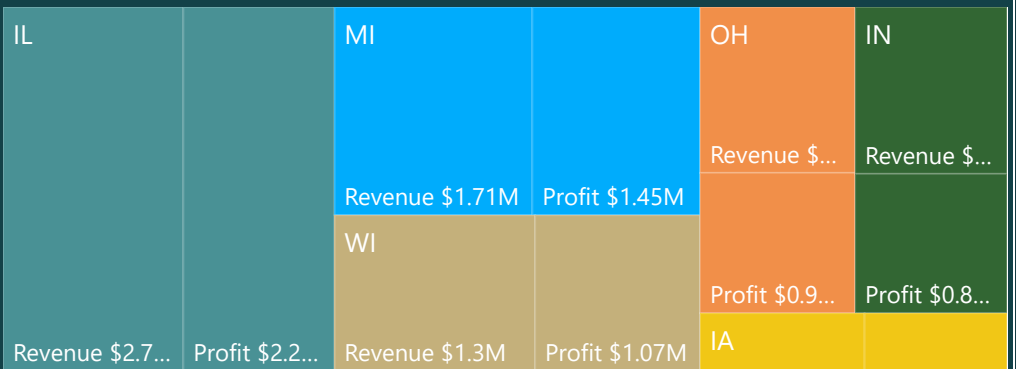 IL
Revenue $2.7...
Profit $2.2...
MI
Revenue $1.71M
Profit $1.45M
WI
Revenue $1.3M
Profit $1.07M
OH
Revenue $...
Profit $0.9...
IN
Revenue $...
Profit $0.8...
IA